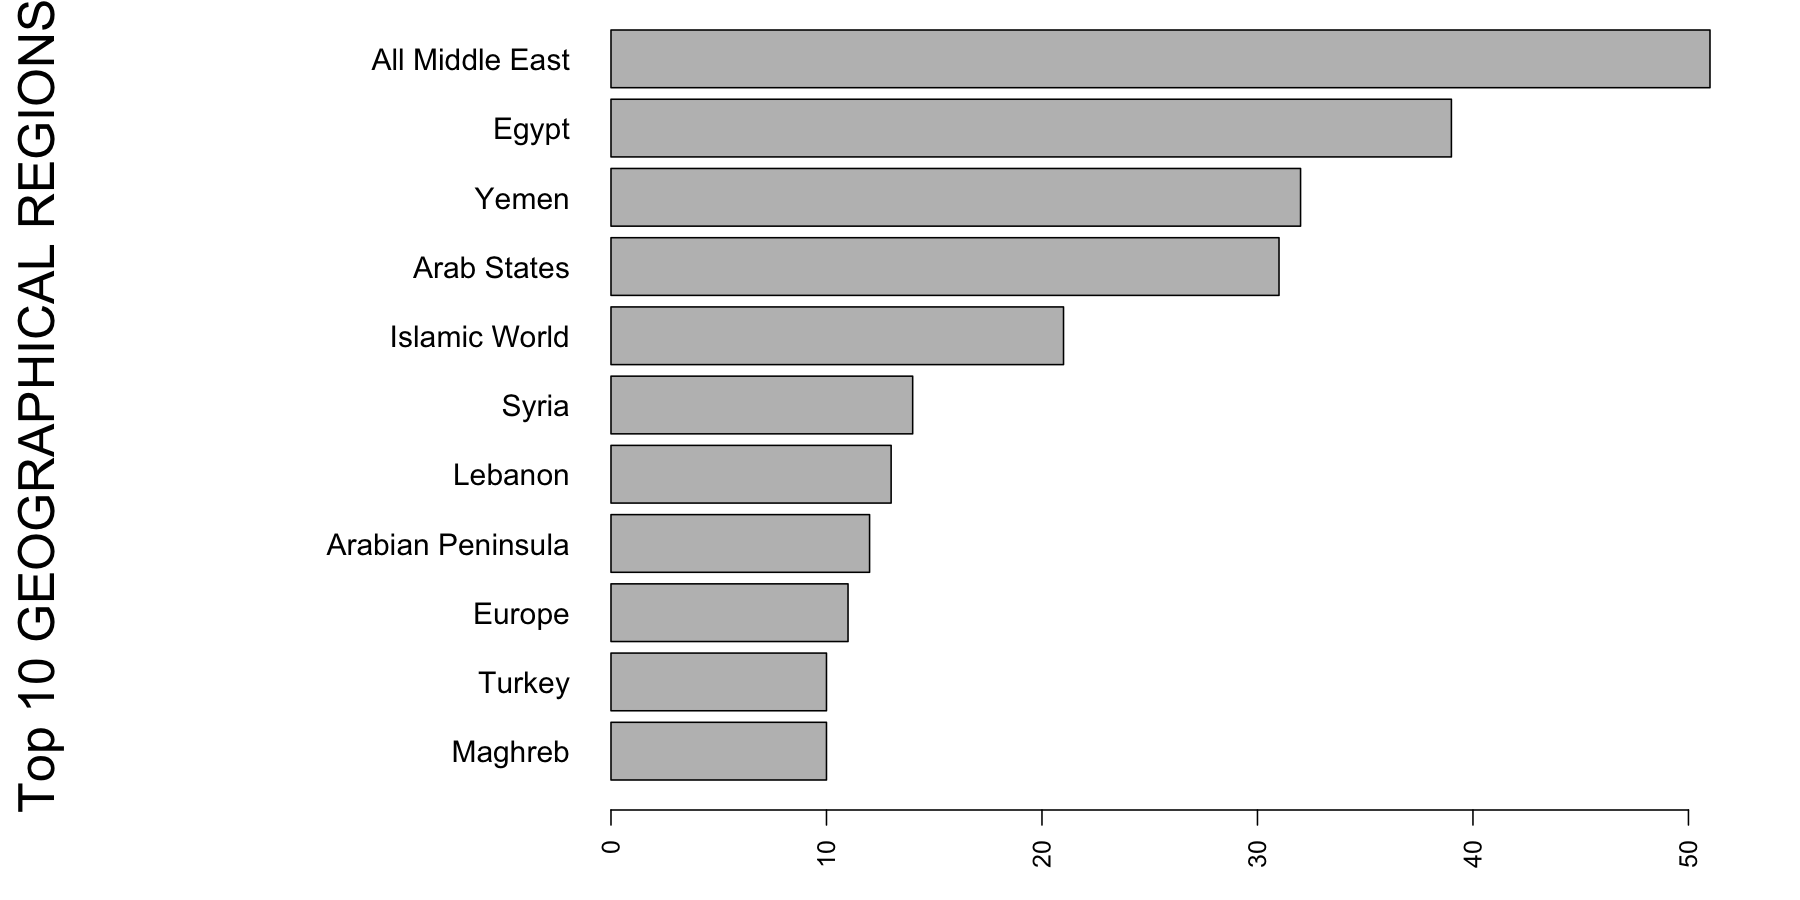 Top 10 GEOGRAPHICAL REGIONS
All Middle East
Egypt
Yemen
Arab States
Islamic World
Syria
Lebanon
Arabian Peninsula
Europe
Turkey
Maghreb
0 10 20 30 40 50